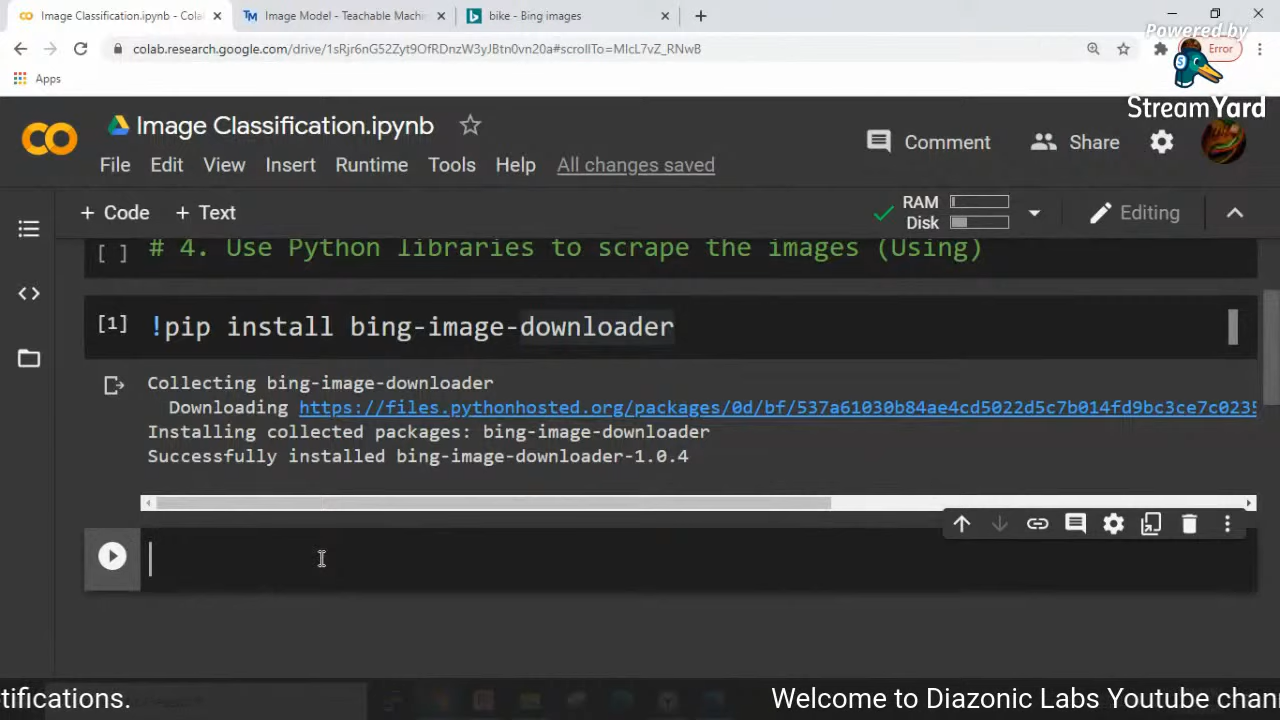 Image Classification.ipynb - Cola
Image Model - Teachable Machi
bike - Bing images
colab.research.google.com/drive/1sRjr6nG52Zyt9OfRDnzW3yJBtn0vn20a#scrollTo=MlcL7vZ_RNwB
Error
Powered by
StreamYard
Apps
Image Classification.ipynb
Comment
Share
File Edit View Insert Runtime Tools Help All changes saved
+ Code + Text
RAM
Disk
Editing
[ ] # 4. Use Python libraries to scrape the images (Using)
[1] !pip install bing-image-downloader
Collecting bing-image-downloader
Downloading https://files.pythonhosted.org/packages/0d/bf/537a61030b84ae4cd5022d5c7b014fd9bc3ce7c0235
Installing collected packages: bing-image-downloader
Successfully installed bing-image-downloader-1.0.4
tifications.
Welcome to Diazonic Labs Youtube chan